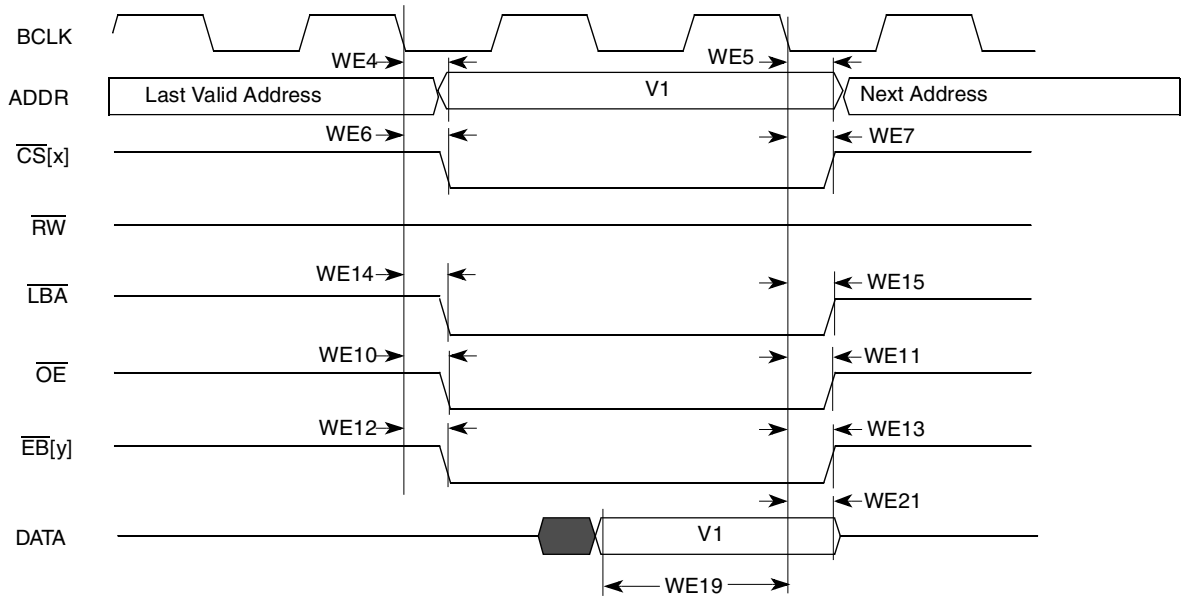 BCLK
WE4
WE5
ADDR
Last Valid Address
V1
Next Address
WE6
WE7
CS[x]
RW
WE14
WE15
LBA
WE10
WE11
OE
WE12
WE13
EB[y]
WE21
DATA
V1
WE19